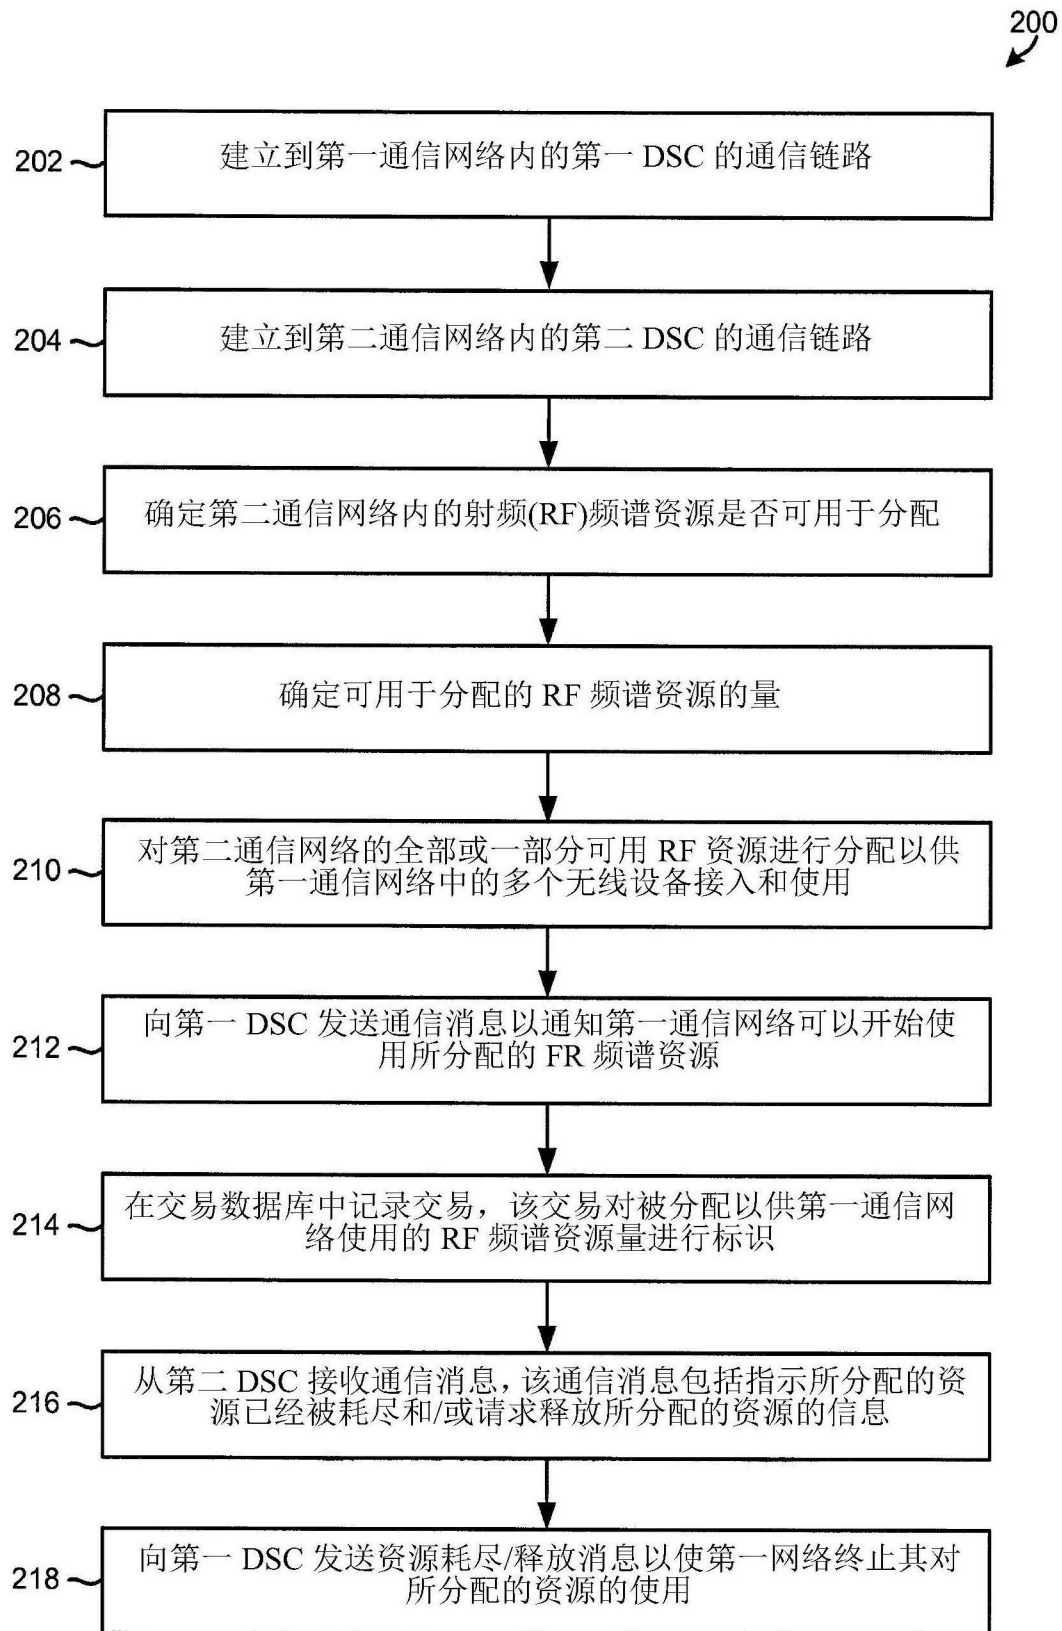 200
202
建立到第一通信网络内的第一 DSC 的通信链路
204
建立到第二通信网络内的第二 DSC 的通信链路
206
确定第二通信网络内的射频(RF)频谱资源是否可用于分配
208
确定可用于分配的 RF 频谱资源的量
210
对第二通信网络的全部或一部分可用 RF 资源进行分配以供
第一通信网络中的多个无线设备接入和使用
212
向第一 DSC 发送通信消息以通知第一通信网络可以开始使
用所分配的 FR 频谱资源
214
在交易数据库中记录交易，该交易对被分配以供第一通信网
络使用的 RF 频谱资源量进行标识
216
从第二 DSC 接收通信消息，该通信消息包括指示所分配的资
源已经被耗尽和/或请求释放所分配的资源的信息
218
向第一 DSC 发送资源耗尽/释放消息以使第一网络终止其对
所分配的资源的使用